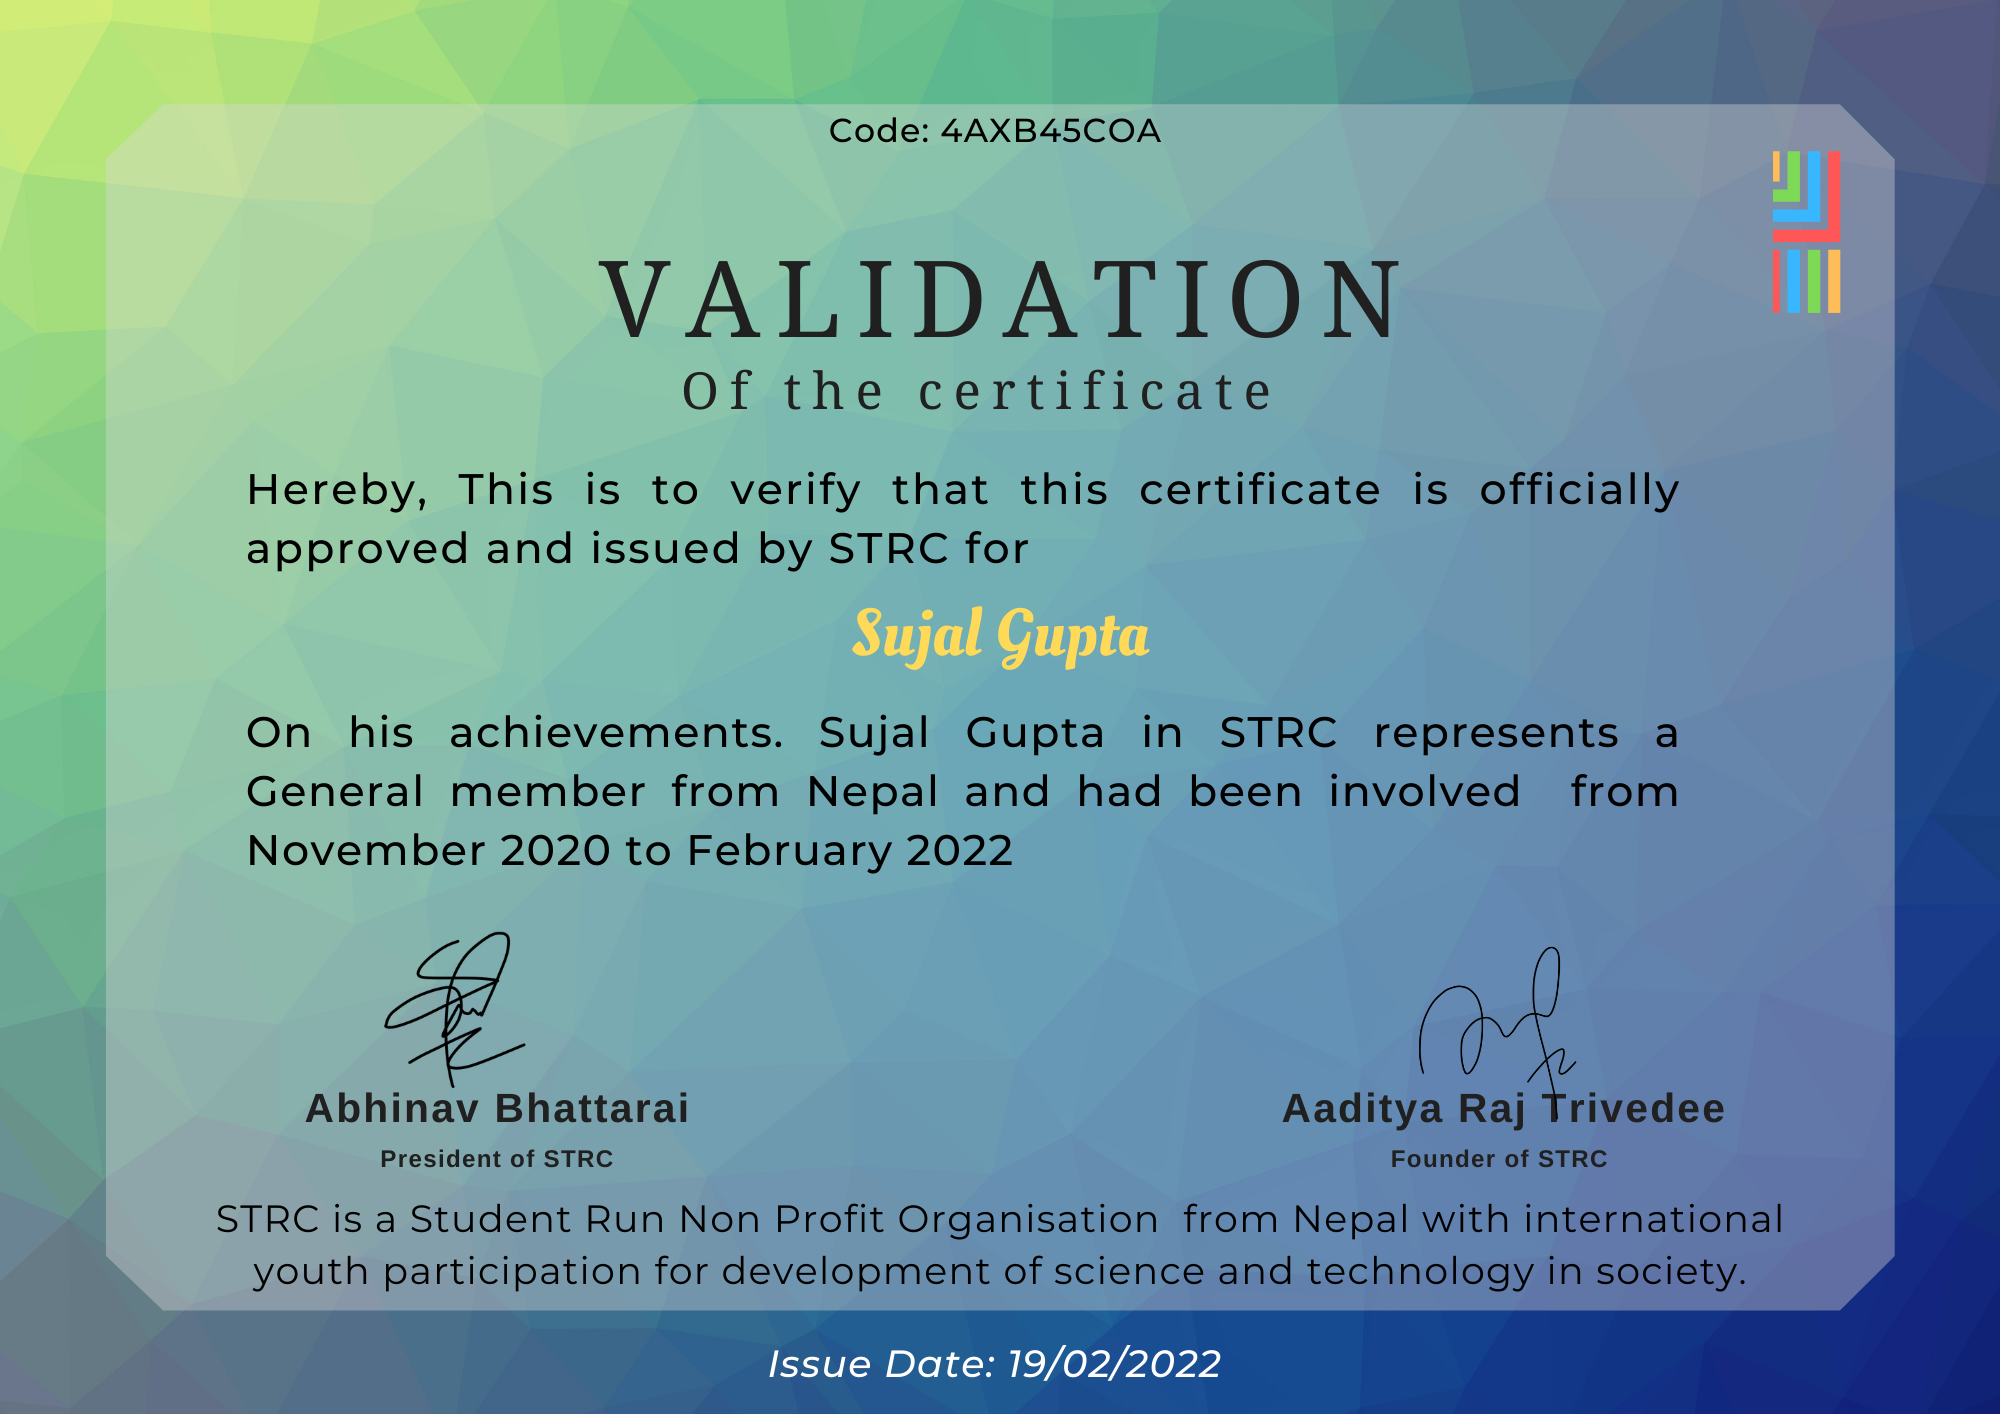 Code: 4AXB45COA
VALIDATION
Of the certificate
Hereby, This is to verify that this certificate is officially
approved and issued by STRC for
Sujal Gupta
On his achievements. Sujal Gupta in STRC represents a
General member from Nepal and had been involved from
November 2020 to February 2022
Abhinav Bhattarai
President of STRC
Aaditya Raj Trivedee
Founder of STRC
STRC is a Student Run Non Profit Organisation from Nepal with international
youth participation for development of science and technology in society.
Issue Date: 19/02/2022